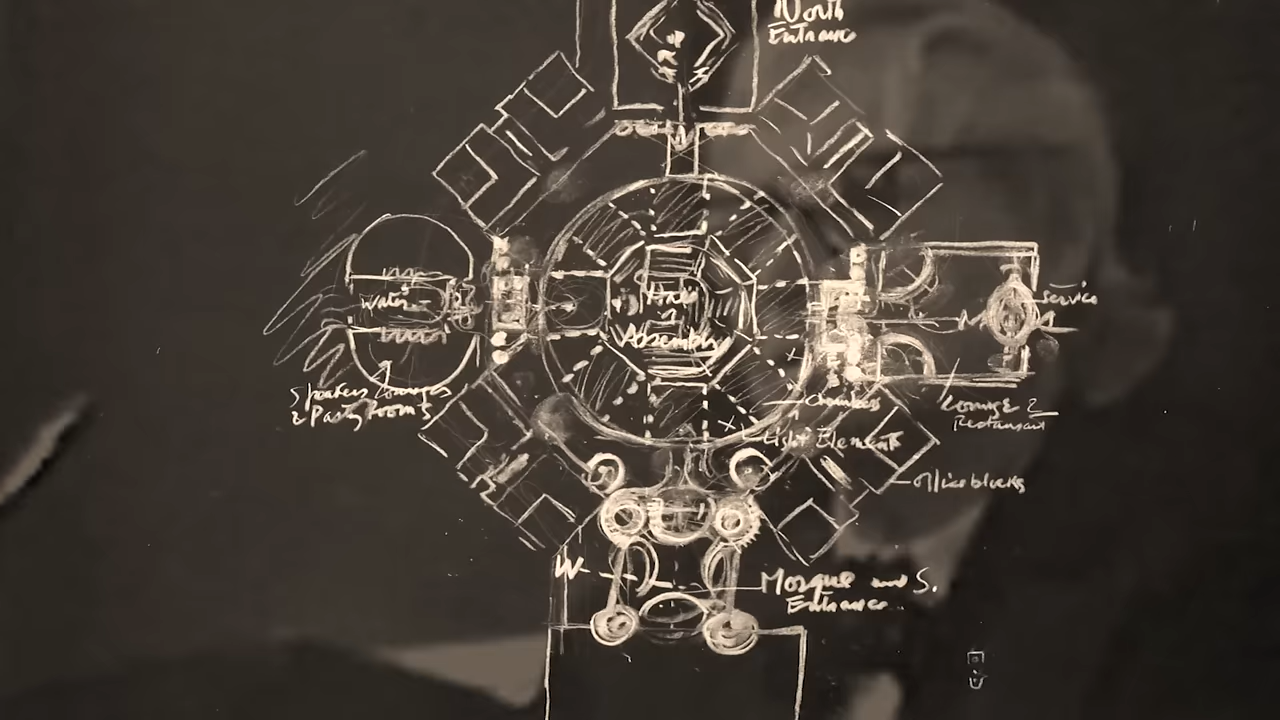 North
Entrance
Hall
Assembly
Water
service
Speakers Lounges
2 Party Rooms
Chambers
Lounge &
Restaurant
Light Elements
office blocks
Mosque and S.
Entrance